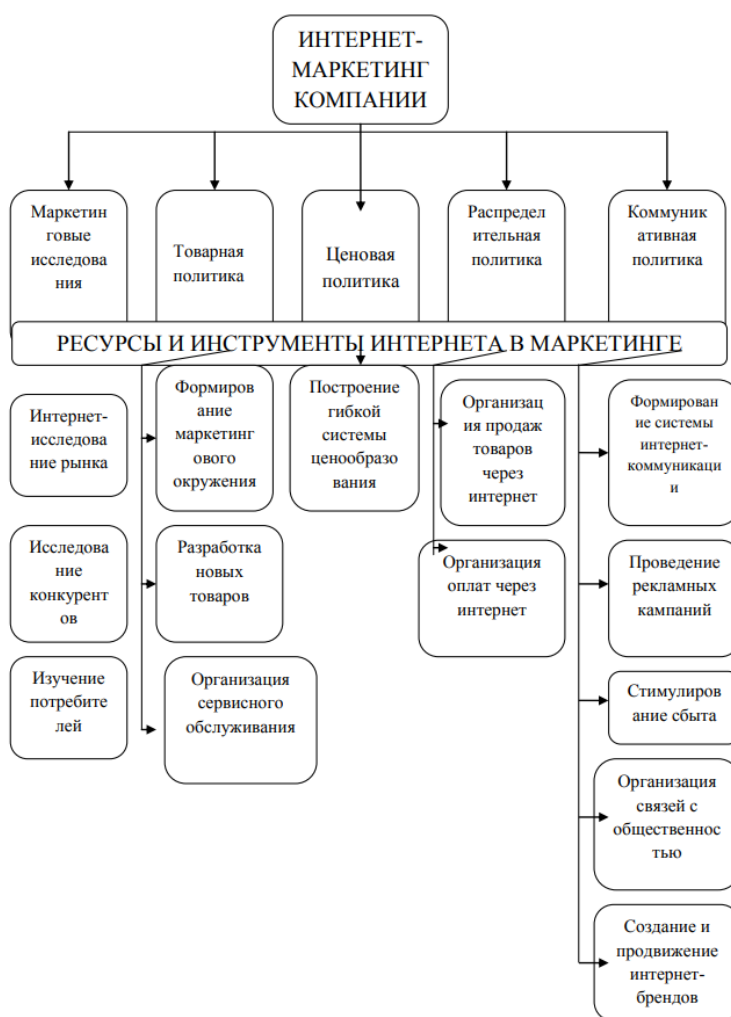 ИНТЕРНЕТ-
МАРКЕТИНГ
КОМПАНИИ
Маркетин
говые
исследова
ния
Товарная
политика
Ценовая
политика
Распредел
ительная
политика
Коммуник
ативная
политика
РЕСУРСЫ И ИНСТРУМЕНТЫ ИНТЕРНЕТА В МАРКЕТИНГЕ
Интернет-
исследова
ние рынка
Исследова
ние
конкурент
ов
Изучение
потребите
лей
Формиров
ание
маркетинг
ового
окружения
Разработка
новых
товаров
Организация
сервисного
обслуживания
Построение
гибкой
системы
ценообразо
вания
Организац
ия продаж
товаров
через
интернет
Организация
оплат через
интернет
Формирован
ие системы
интернет-
коммуникаци
и
Проведение
рекламных
кампаний
Стимулиров
ание сбыта
Организация
связей с
общественнос
тью
Создание и
продвижение
интернет-
брендов